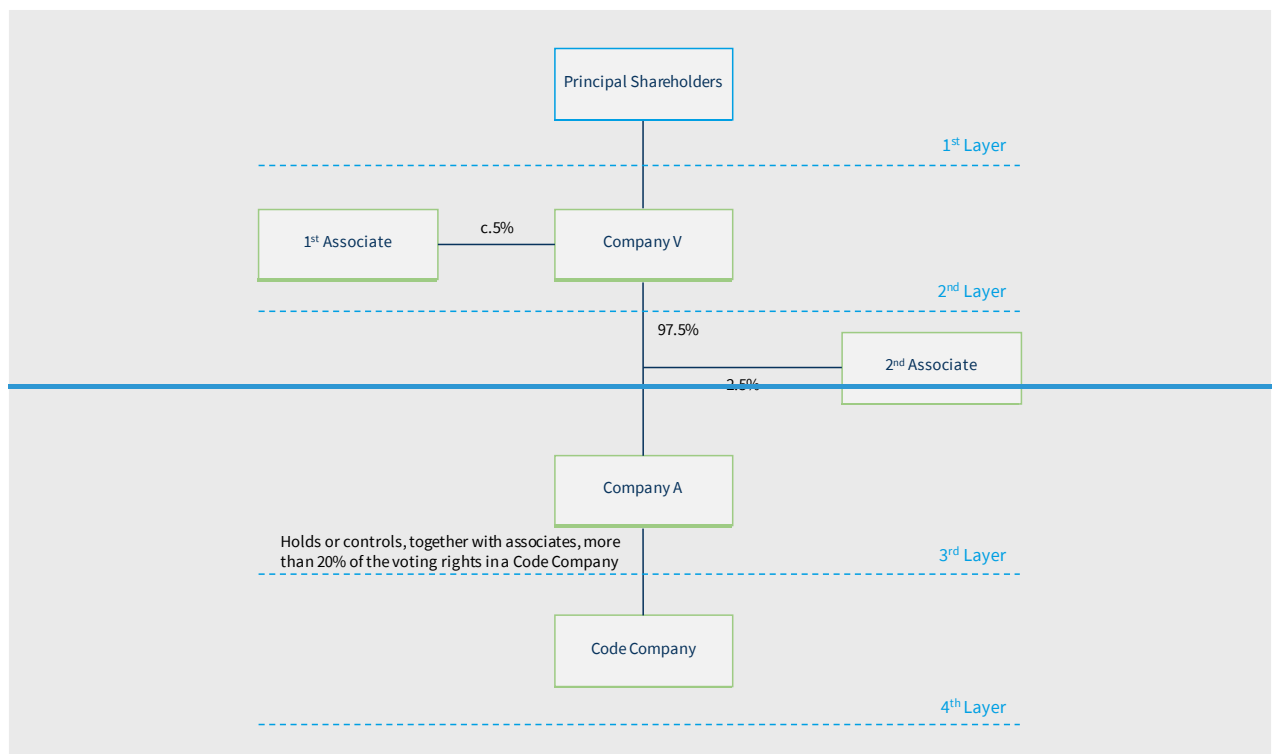 Principal Shareholders
1st Layer
1st Associate
c.5%
Company V
2nd Layer
97.5%
2nd Associate
2.5%
Company A
Holds or controls, together with associates, more
than 20% of the voting rights in a Code Company
3rd Layer
Code Company
4th Layer